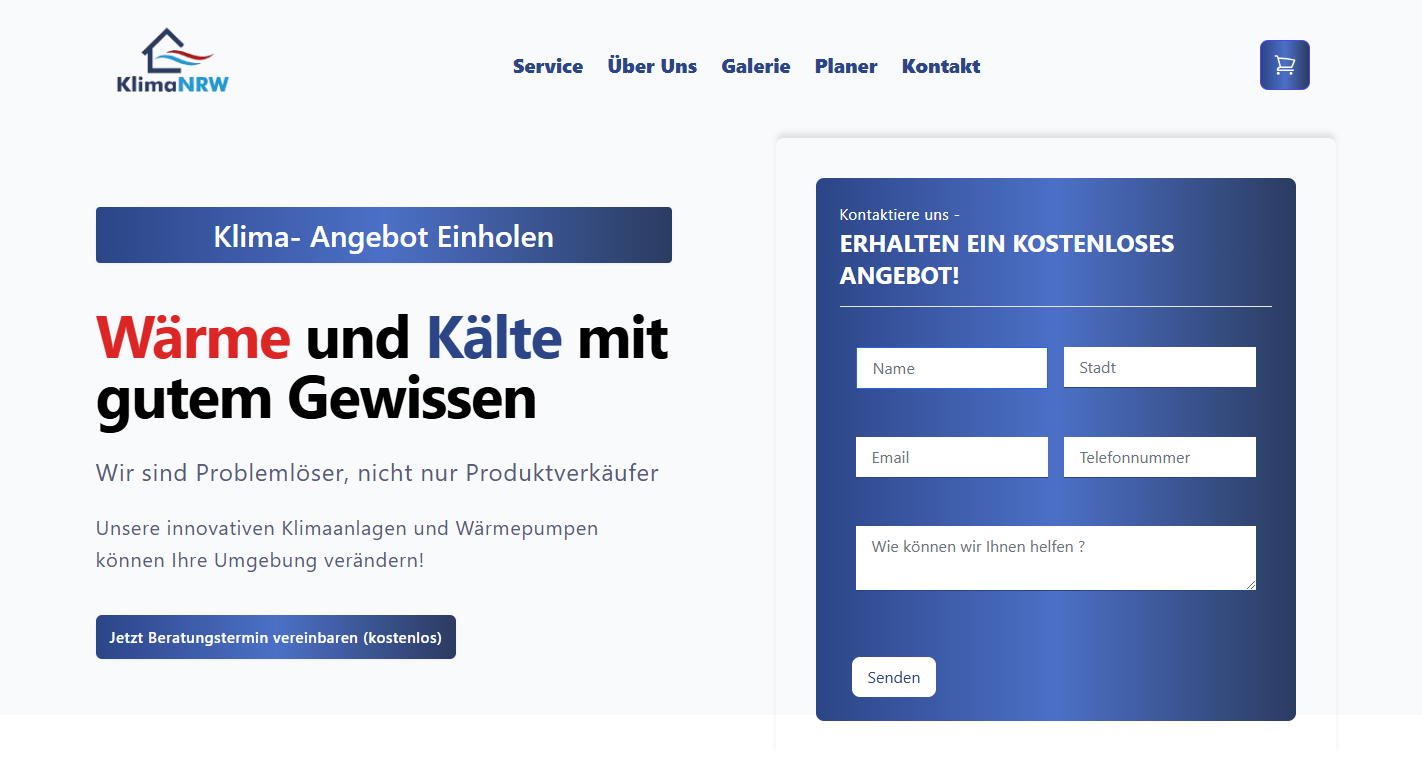 KlimaNRW
Service Über Uns Galerie Planer Kontakt
Klima- Angebot Einholen
Wärme und Kälte mit
gutem Gewissen
Wir sind Problemlöser, nicht nur Produktverkäufer
Unsere innovativen Klimaanlagen und Wärmepumpen
können Ihre Umgebung verändern!
Jetzt Beratungstermin vereinbaren (kostenlos)
Kontaktiere uns -
ERHALTEN EIN KOSTENLOSES
ANGEBOT!
Name Stadt
Email Telefonnummer
Wie können wir Ihnen helfen ?
Senden